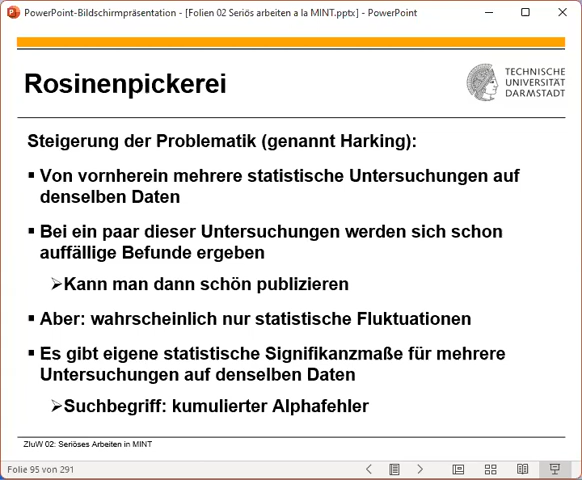 PowerPoint-Bildschirmpräsentation - [Folien 02 Seriös arbeiten a la MINT.pptx] - PowerPoint
Rosinenpickerei
TECHNISCHE
UNIVERSITÄT
DARMSTADT
Steigerung der Problematik (genannt Harking):
▪ Von vornherein mehrere statistische Untersuchungen auf
denselben Daten
▪ Bei ein paar dieser Untersuchungen werden sich schon
auffällige Befunde ergeben
➢Kann man dann schön publizieren
▪ Aber: wahrscheinlich nur statistische Fluktuationen
▪ Es gibt eigene statistische Signifikanzmaße für mehrere
Untersuchungen auf denselben Daten
➢Suchbegriff: kumulierter Alphafehler
ZIuW 02: Seriöses Arbeiten in MINT
Folie 95 von 291